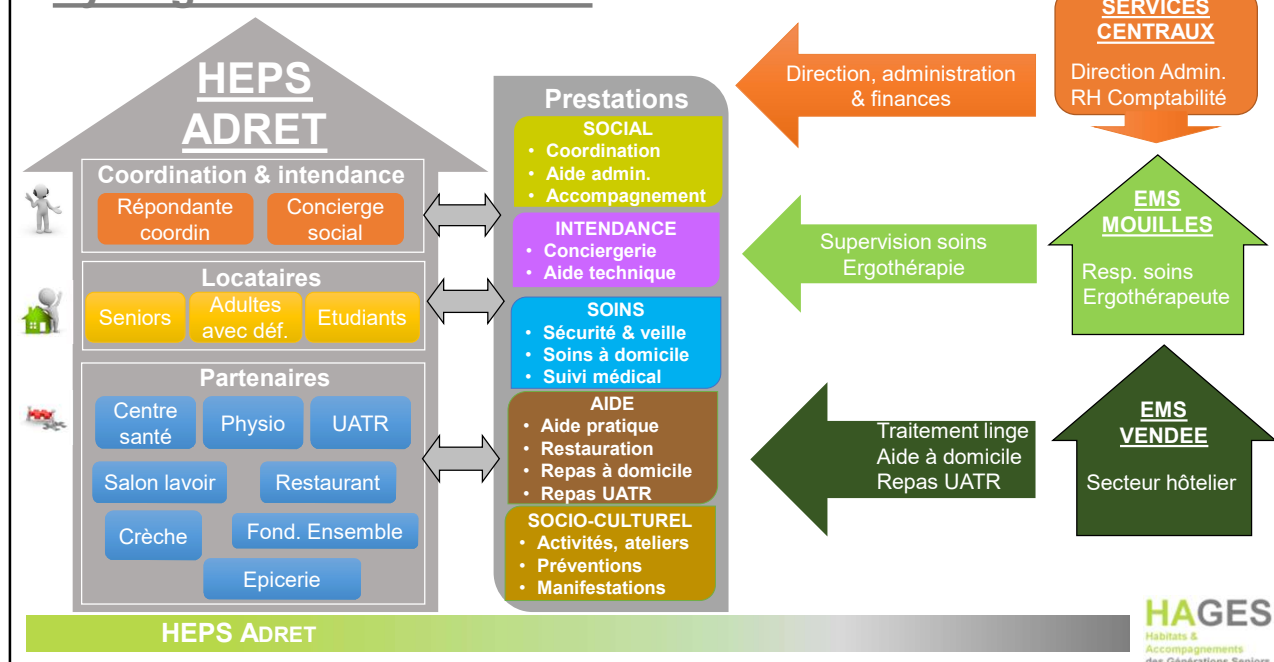 HEPS
ADRET
Coordination & intendance
Répondante
coordin
Concierge
social
Locataires
Seniors
Adultes
avec déf.
Etudiants
Partenaires
Centre
santé
Physio
UATR
Salon lavoir
Restaurant
Crèche
Fond. Ensemble
Epicerie
Prestations
SOCIAL
• Coordination
• Aide admin.
• Accompagnement
INTENDANCE
• Conciergerie
• Aide technique
SOINS
• Sécurité & veille
• Soins à domicile
• Suivi médical
AIDE
• Aide pratique
• Restauration
• Repas à domicile
• Repas UATR
SOCIO-CULTUREL
• Activités, ateliers
• Préventions
• Manifestations
Direction, administration
& finances
Supervision soins
Ergothérapie
Traitement linge
Aide à domicile
Repas UATR
SERVICES
CENTRAUX
Direction Admin.
RH Comptabilité
EMS
MOUILLES
Resp. soins
Ergothérapeute
EMS
VENDEE
Secteur hôtelier
HEPS ADRET
HAGES
Habitats &
Accompagnements
des Générations Seniors